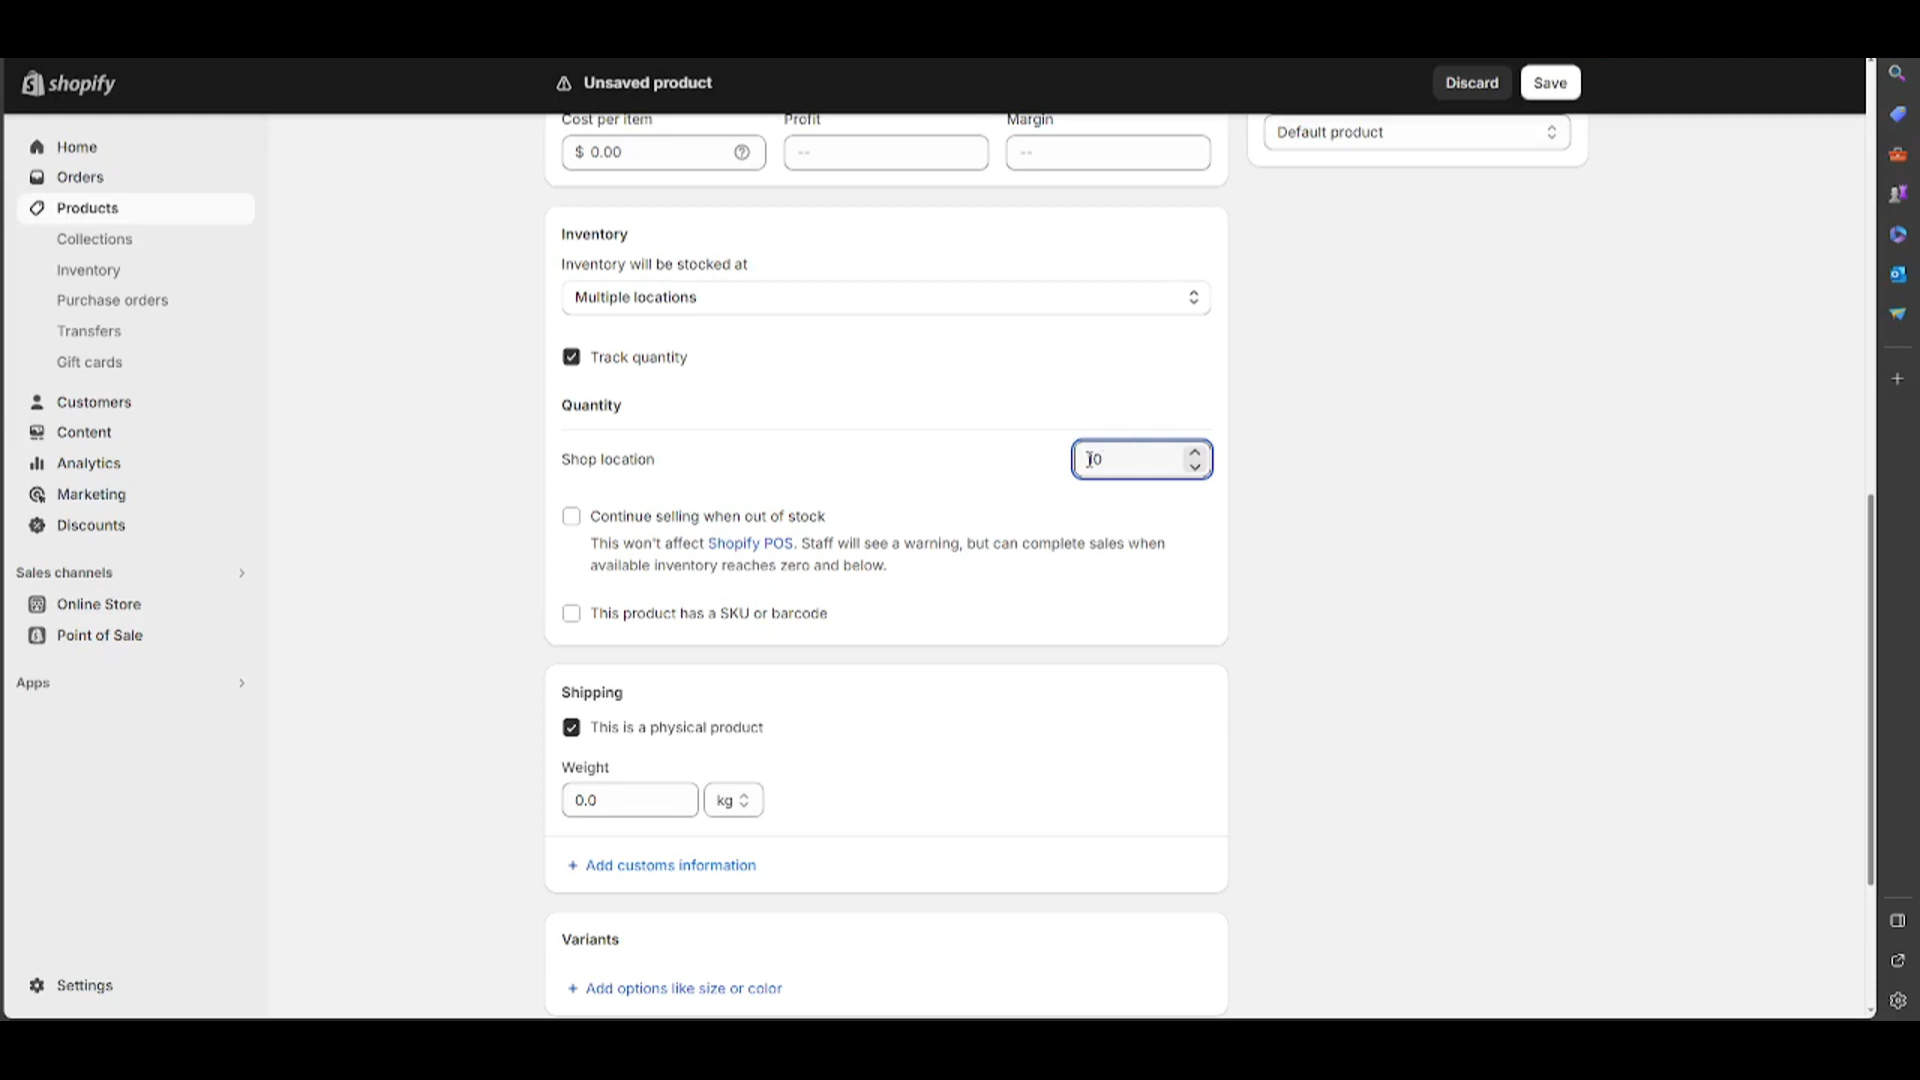 shopify
Unsaved product
Discard
Save
Home
Orders
Products
Collections
Inventory
Purchase orders
Transfers
Gift cards
Customers
Content
Analytics
Marketing
Discounts
Sales channels
Online Store
Point of Sale
Apps
Settings
Cost per item
Profit
Margin
$ 0.00
--
--
Default product
Inventory
Inventory will be stocked at
Multiple locations
Track quantity
Quantity
Shop location
Continue selling when out of stock
This won't affect Shopify POS. Staff will see a warning, but can complete sales when
available inventory reaches zero and below.
This product has a SKU or barcode
Shipping
This is a physical product
Weight
0.0
kg
+ Add customs information
Variants
+ Add options like size or color